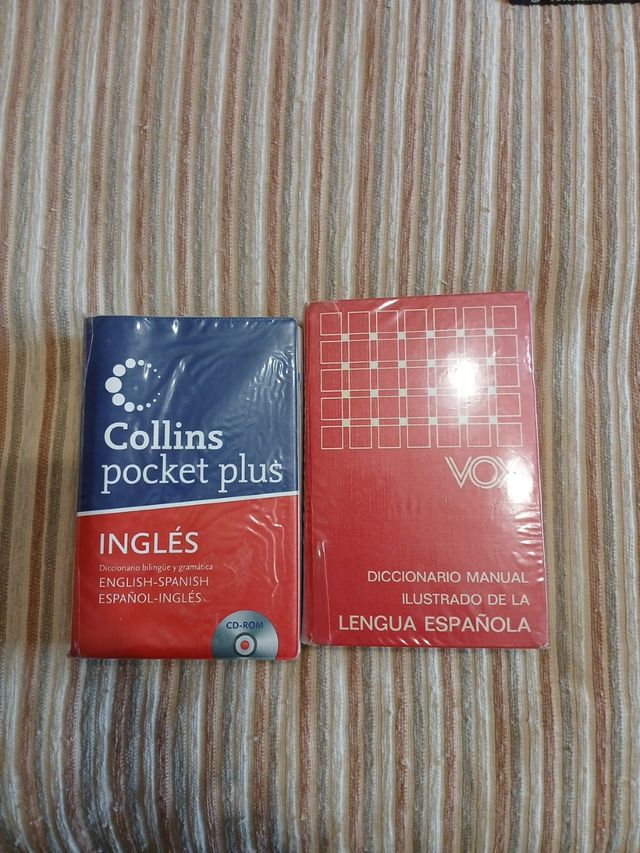 Collins
pocket plus
INGLÉS
Diccionario bilingüe y gramática
ENGLISH-SPANISH
ESPAÑOL-INGLÉS
CD-ROM
VOX
DICCIONARIO MANUAL
ILUSTRADO DE LA
LENGUA ESPAÑOLA